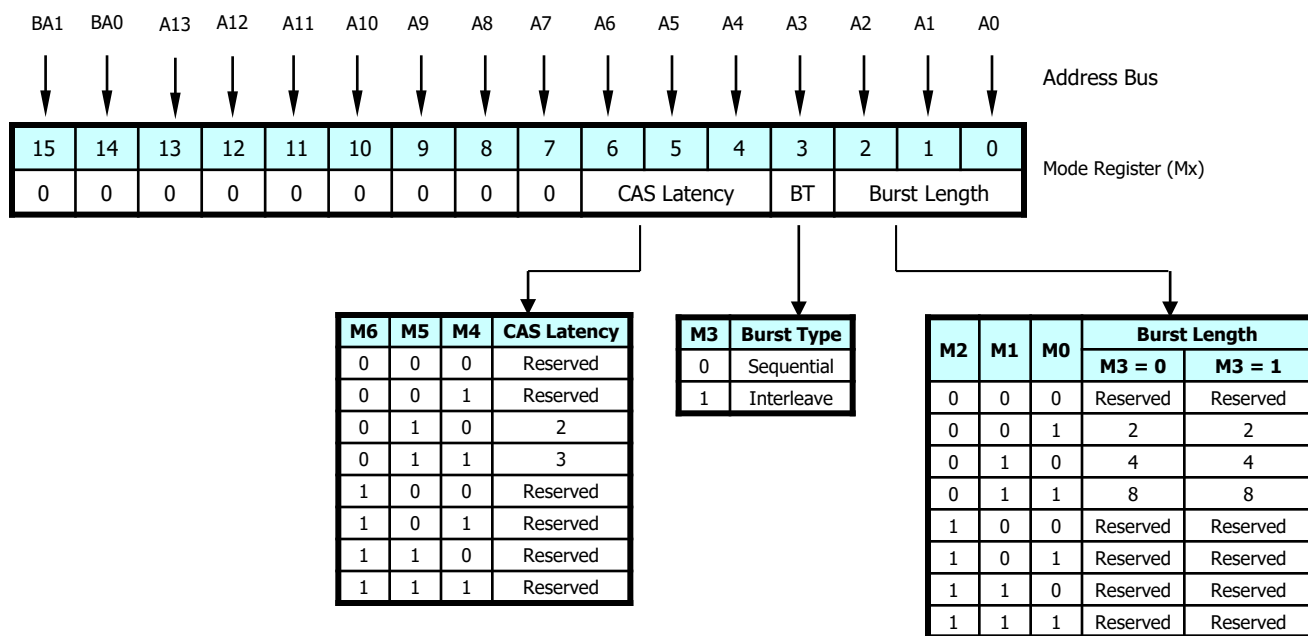 BA1 BA0 A13 A12 A11 A10 A9 A8 A7 A6 A5 A4 A3 A2 A1 A0
Address Bus
15 14 13 12 11 10 9 8 7 6 5 4 3 2 1 0
Mode Register (Mx)
0 0 0 0 0 0 0 0 0 CAS Latency BT Burst Length
M6 M5 M4 CAS Latency
0 0 0 Reserved
0 0 1 Reserved
0 1 0 2
0 1 1 3
1 0 0 Reserved
1 0 1 Reserved
1 1 0 Reserved
1 1 1 Reserved
M3 Burst Type
0 Sequential
1 Interleave
M2 M1 M0 Burst Length
M3 = 0 M3 = 1
0 0 0 Reserved Reserved
0 0 1 2 2
0 1 0 4 4
0 1 1 8 8
1 0 0 Reserved Reserved
1 0 1 Reserved Reserved
1 1 0 Reserved Reserved
1 1 1 Reserved Reserved